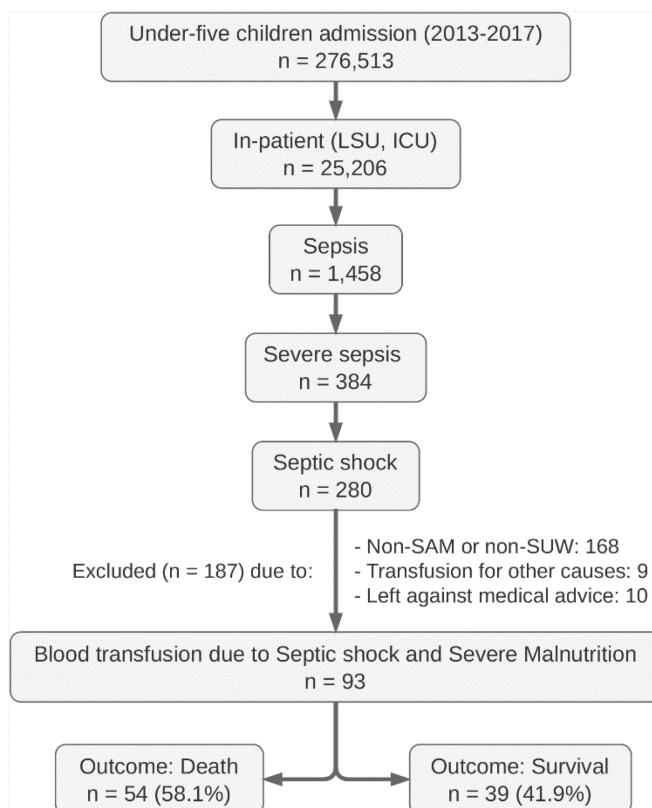 Under-five children admission (2013-2017)
n = 276,513
In-patient (LSU, ICU)
n = 25,206
Sepsis
n = 1,458
Severe sepsis
n = 384
Septic shock
n = 280
Excluded (n = 187) due to:
- Non-SAM or non-SUW: 168
- Transfusion for other causes: 9
- Left against medical advice: 10
Blood transfusion due to Septic shock and Severe Malnutrition
n = 93
Outcome: Death
n = 54 (58.1%)
Outcome: Survival
n = 39 (41.9%)